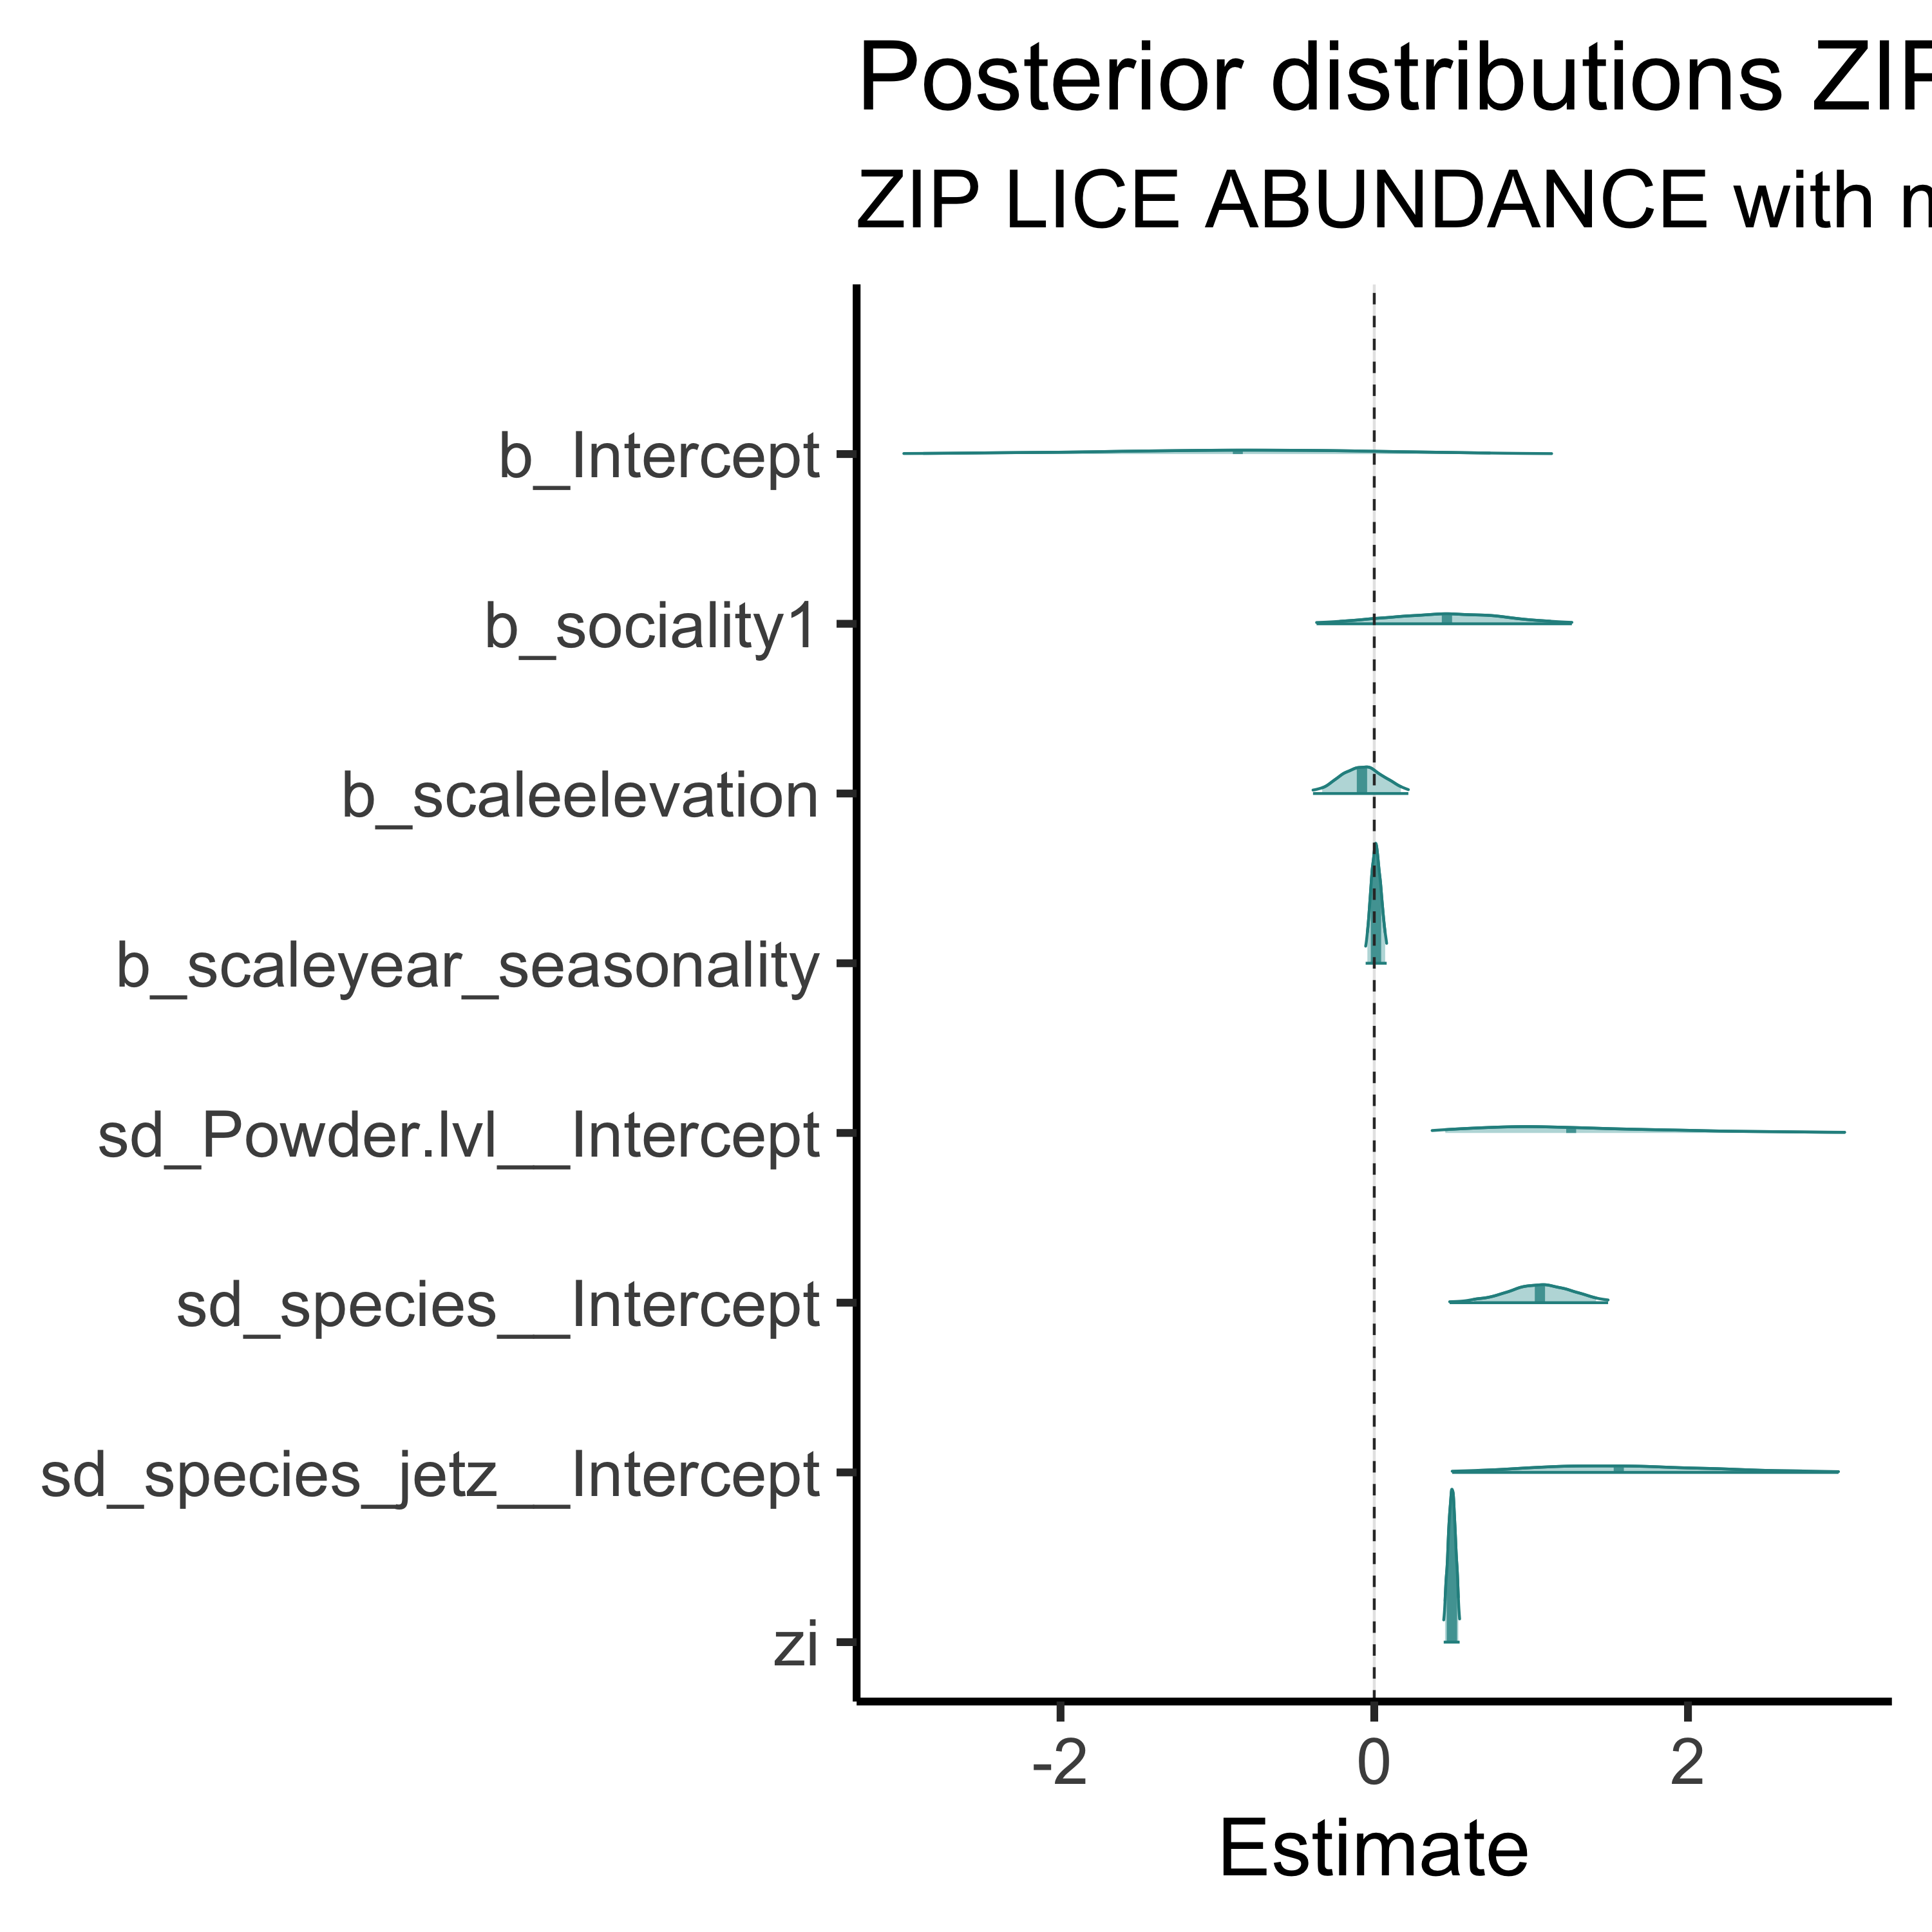 Posterior distributions ZIP
ZIP LICE ABUNDANCE with
b_Intercept
b_sociality1
b_scaleelevation
b_scaleyear_seasonality
sd_Powder.lvl__Intercept
sd_species__Intercept
sd_species_jetz__Intercept
zi
-2 0 2
Estimate